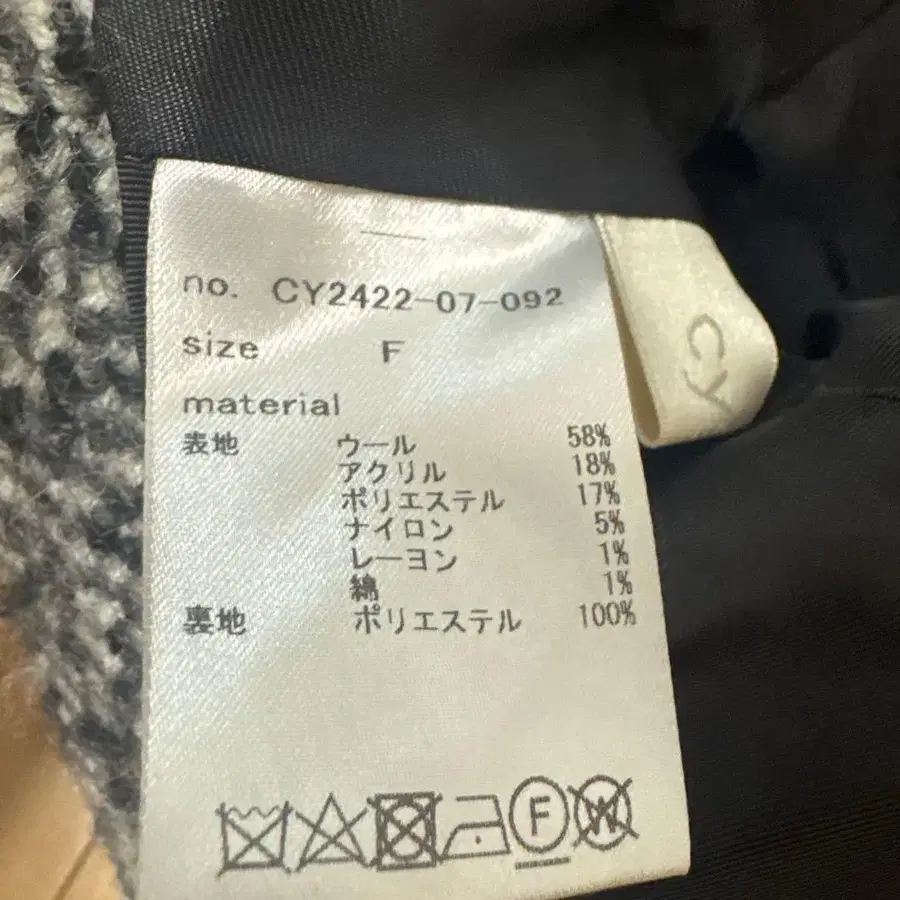 no. CY2422-07-092
size F
material
表地 ウール 58%
アクリル 18%
ポリエステル 17%
ナイロン 5%
レーヨン 1%
綿 1%
裏地 ポリエステル 100%
F W
CY